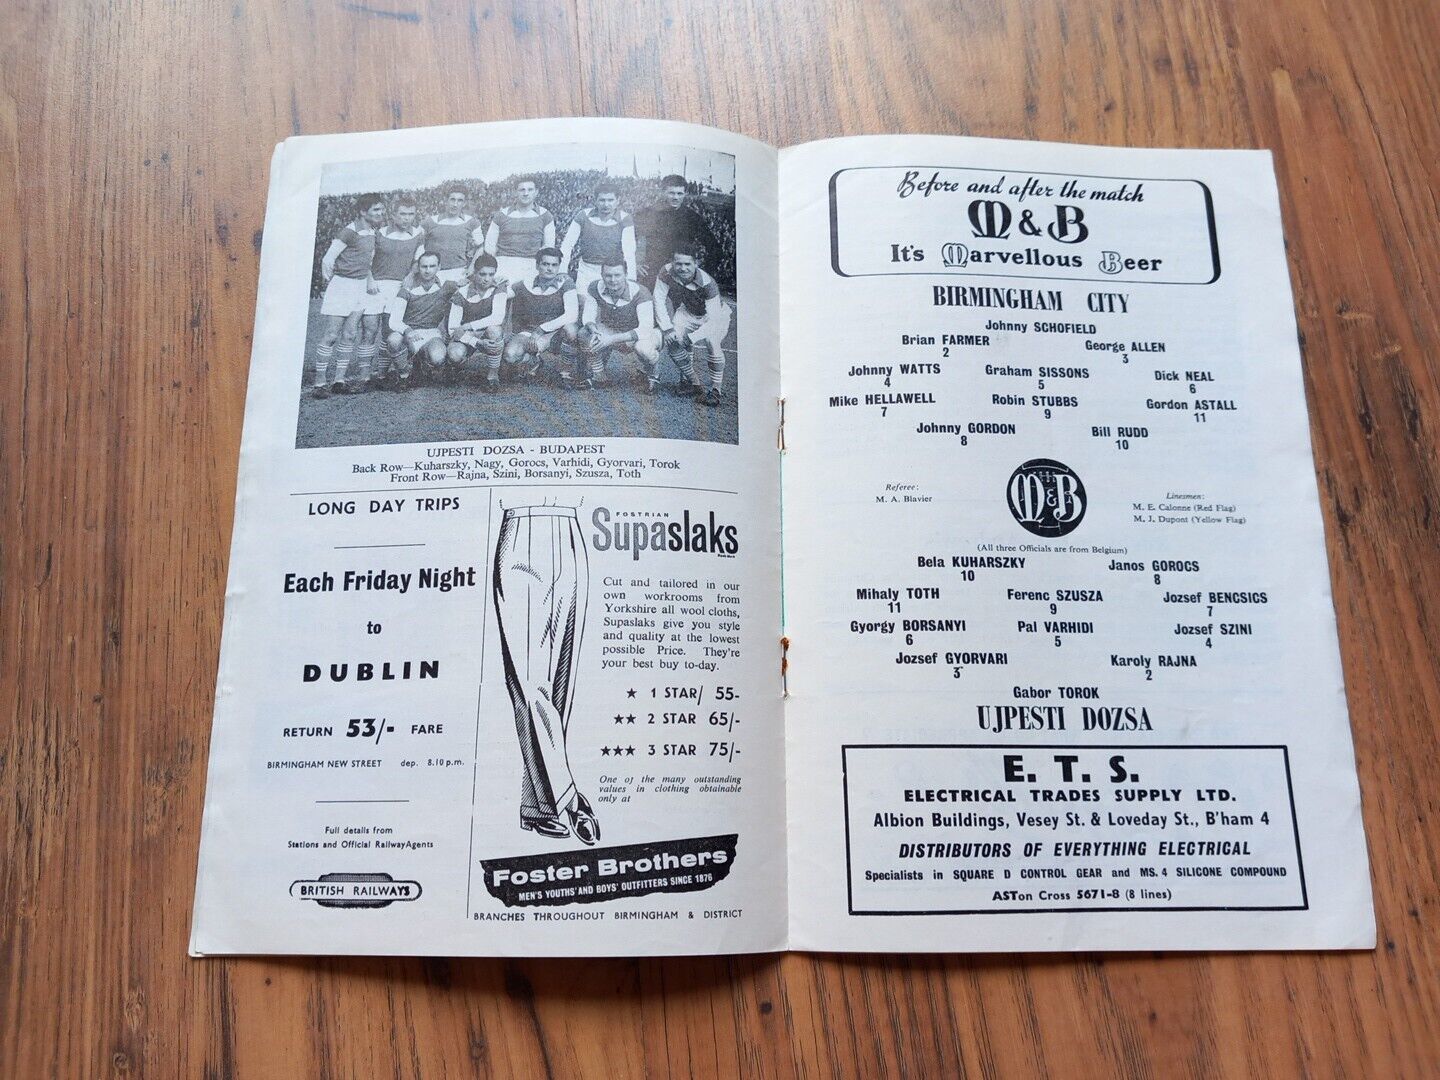 UJPESTI DOZSA - BUDAPEST
Back Row—Kuharszky, Nagy, Gorocs, Varhidi, Gyorvari, Torok
Front Row—Rajna, Szini, Borsanyi, Szusza, Toth
LONG DAY TRIPS
Each Friday Night
to
DUBLIN
RETURN 53/- FARE
BIRMINGHAM NEW STREET dep. 8.10 p.m.
Full details from
Stations and Official Railway Agents
BRITISH RAILWAYS
FOSTRIAN
Supaslaks
Cut and tailored in our
own workrooms from
Yorkshire all wool cloths,
Supaslaks give you style
and quality at the lowest
possible Price. They're
your best buy to-day.
★ 1 STAR/ 55-
★★ 2 STAR 65/-
★★★ 3 STAR 75/-
One of the many outstanding
values in clothing obtainable
only at
Foster Brothers
MEN'S YOUTHS' AND BOYS' OUTFITTERS SINCE 1876
BRANCHES THROUGHOUT BIRMINGHAM & DISTRICT
Before and after the match
M & B
It's Marvellous Beer
BIRMINGHAM CITY
Johnny SCHOFIELD
Brian FARMER George ALLEN
2 3
Johnny WATTS Graham SISSONS Dick NEAL
4 5 6
Mike HELLAWELL Robin STUBBS Gordon ASTALL
7 9 11
Johnny GORDON Bill RUDD
8 10
Referee:
M. A. Blavier
M&B
Linesmen:
M. E. Calonne (Red Flag)
M. J. Dupont (Yellow Flag)
(All three Officials are from Belgium)
Bela KUHARSZKY Janos GOROCS
10 8
Mihaly TOTH Ferenc SZUSZA Jozsef BENCSICS
11 9 7
Gyorgy BORSANYI Pal VARHIDI Jozsef SZINI
6 5 4
Jozsef GYORVARI Karoly RAJNA
3 2
Gabor TOROK
UJPESTI DOZSA
E. T. S.
ELECTRICAL TRADES SUPPLY LTD.
Albion Buildings, Vesey St. & Loveday St., B'ham 4
DISTRIBUTORS OF EVERYTHING ELECTRICAL
Specialists in SQUARE D CONTROL GEAR and MS. 4 SILICONE COMPOUND
ASTon Cross 5671-8 (8 lines)